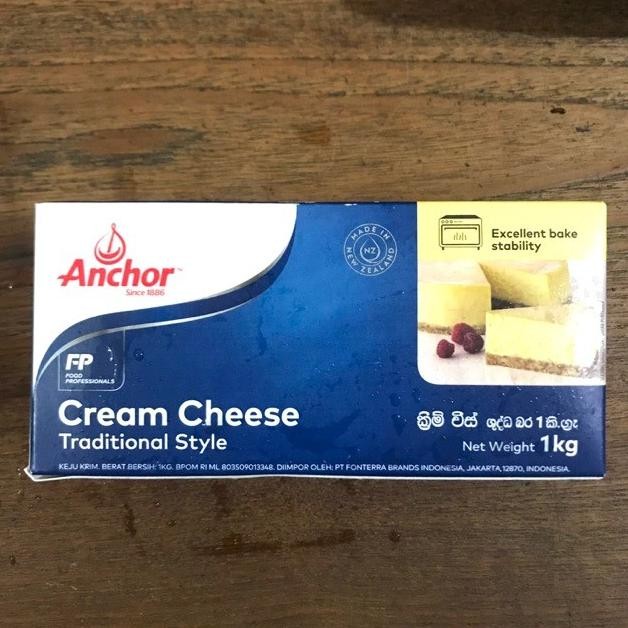 Anchor™
Since 1886
MADE IN
NZ
NEW ZEALAND
Excellent bake
stability
FP
FOOD
PROFESSIONALS
Cream Cheese
Traditional Style
ක්‍රීම් චීස් ශුද්ධ බර 1 කි.ග්‍රෑ
Net Weight 1kg
KEJU KRIM. BERAT BERSIH: 1KG. BPOM RI ML 803509013348. DIIMPOR OLEH: PT FONTERRA BRANDS INDONESIA, JAKARTA,12870, INDONESIA.